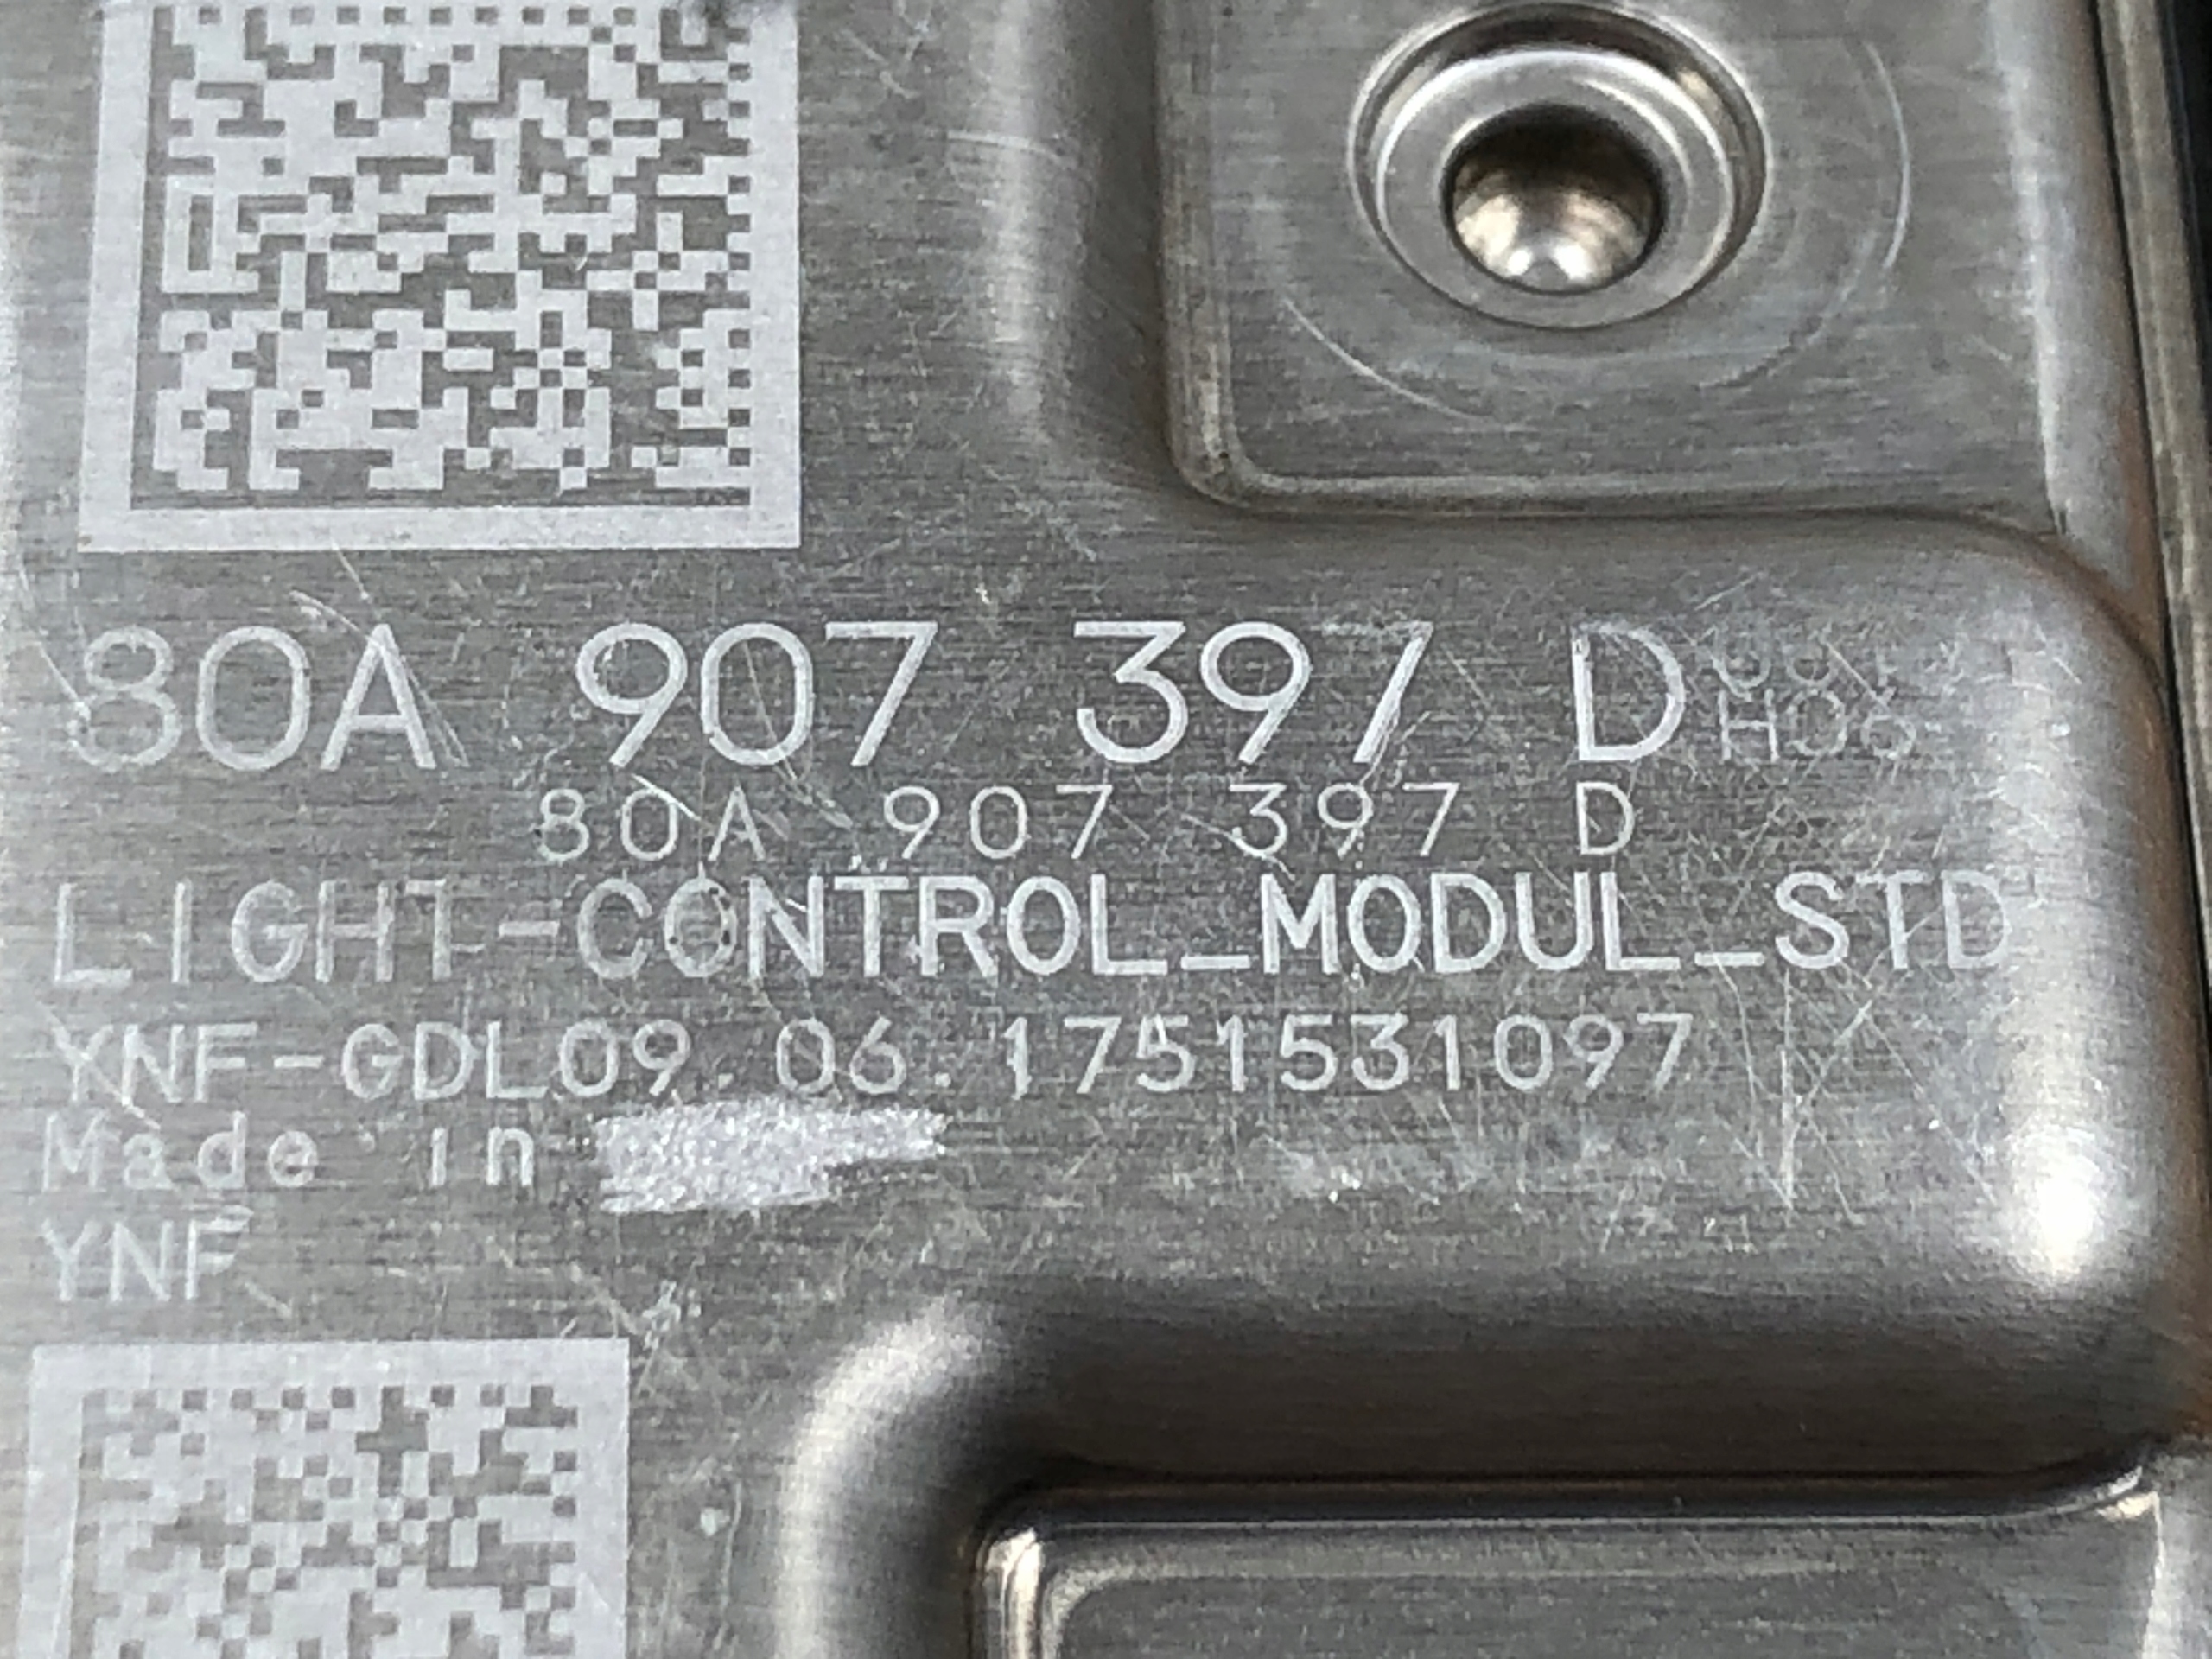 80A 907 397 D
H06
80A 907 397 D
LIGHT-CONTROL_MODUL_STD
YNF-GDL09.06.1751531097
Made in
YNF